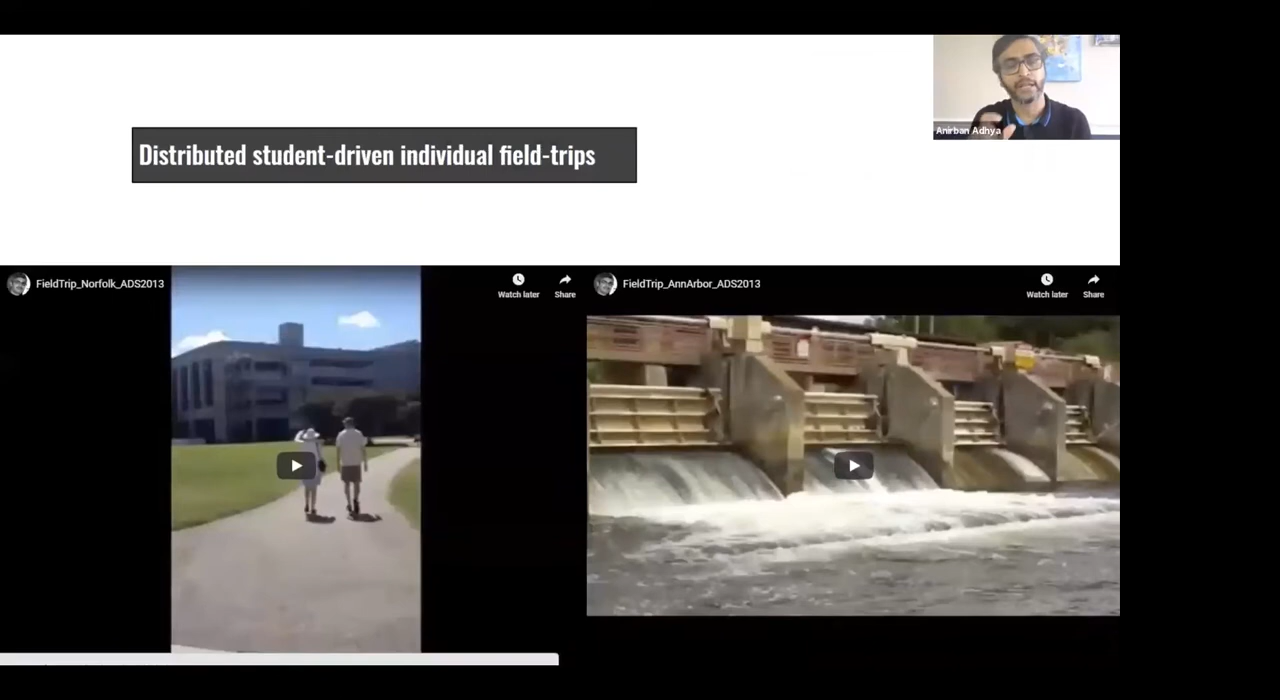 Anirban Adhya
Distributed student-driven individual field-trips
FieldTrip_Norfolk_ADS2013
Watch later
Share
FieldTrip_AnnArbor_ADS2013
Watch later
Share